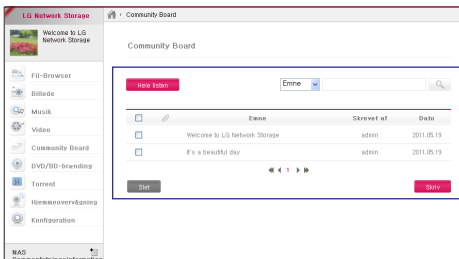 LG Network Storage
Community Board
Welcome to LG
Network Storage
Community Board
Fil-Browser
Billede
Musik
Video
Community Board
DVD/BD-brænding
Torrent
Hjemmeovervågning
Konfiguration
NAS
Hele listen
Emne
Emne
Skrevet af
Dato
Welcome to LG Network Storage
admin
2011.05.19
It's a beautiful day
admin
2011.05.19
1
Slet
Skriv